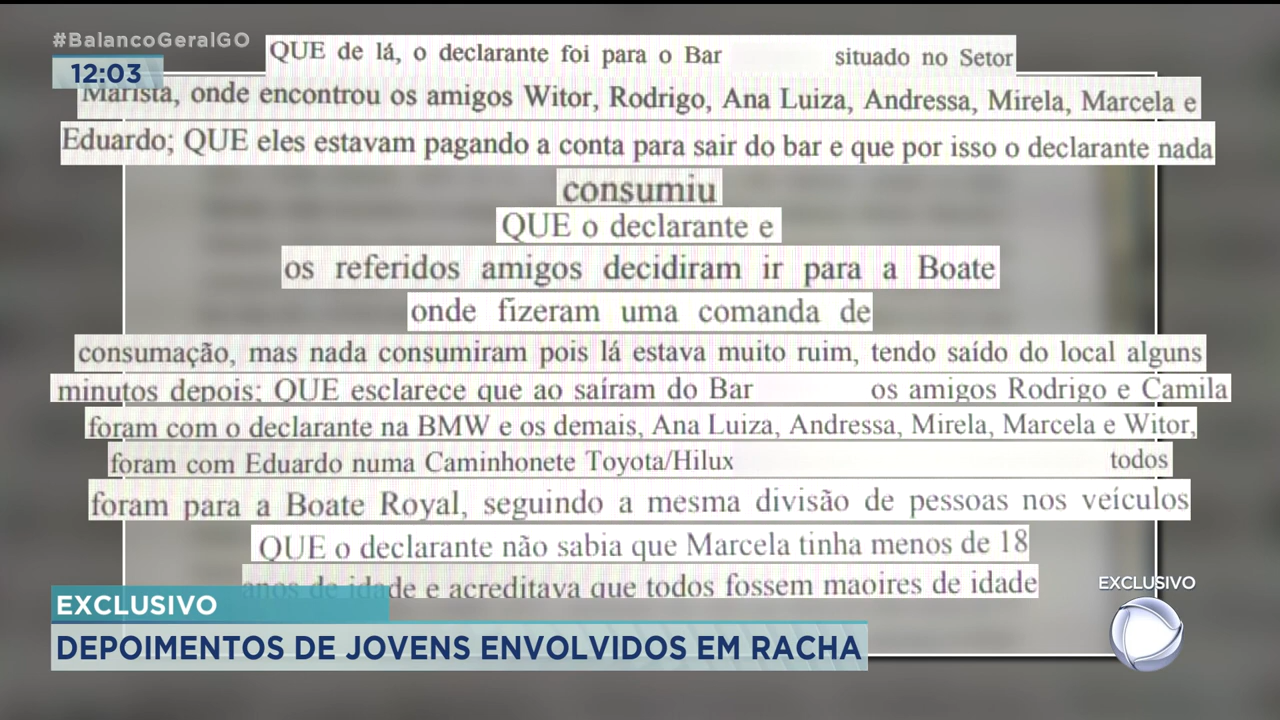 #BalancoGeralGO
12:03
QUE de lá, o declarante foi para o Bar situado no Setor
Marista, onde encontrou os amigos Witor, Rodrigo, Ana Luiza, Andressa, Mirela, Marcela e
Eduardo; QUE eles estavam pagando a conta para sair do bar e que por isso o declarante nada
consumiu
QUE o declarante e
os referidos amigos decidiram ir para a Boate
onde fizeram uma comanda de
consumação, mas nada consumiram pois lá estava muito ruim, tendo saído do local alguns
minutos depois; QUE esclarece que ao saíram do Bar os amigos Rodrigo e Camila
foram com o declarante na BMW e os demais, Ana Luiza, Andressa, Mirela, Marcela e Witor,
foram com Eduardo numa Caminhonete Toyota/Hilux todos
foram para a Boate Royal, seguindo a mesma divisão de pessoas nos veículos
QUE o declarante não sabia que Marcela tinha menos de 18
anos de idade e acreditava que todos fossem maoires de idade
EXCLUSIVO
EXCLUSIVO
DEPOIMENTOS DE JOVENS ENVOLVIDOS EM RACHA